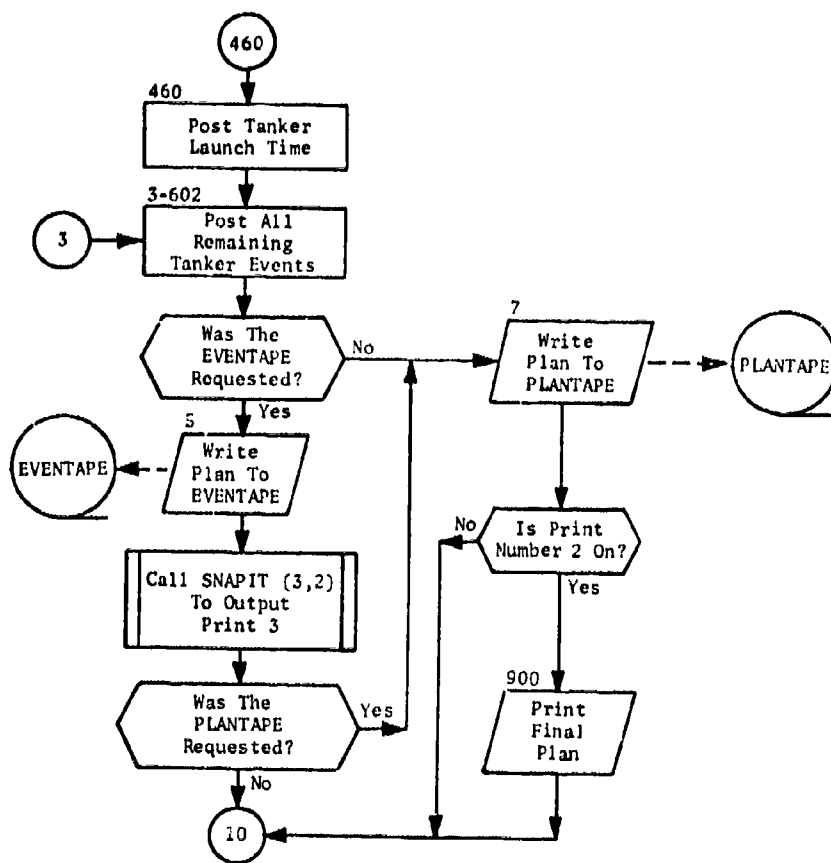 460
460
Post Tanker
Launch Time
3-602
3
Post All
Remaining
Tanker Events
Was The
EVENTAPE
Requested?
No
Yes
7
Write
Plan To
PLANTAPE
PLANTAPE
5
Write
Plan To
EVENTAPE
EVENTAPE
Call SNAPIT (3,2)
To Output
Print 3
Was The
PLANTAPE
Requested?
Yes
No
Is Print
Number 2 On?
No
Yes
900
Print
Final
Plan
10